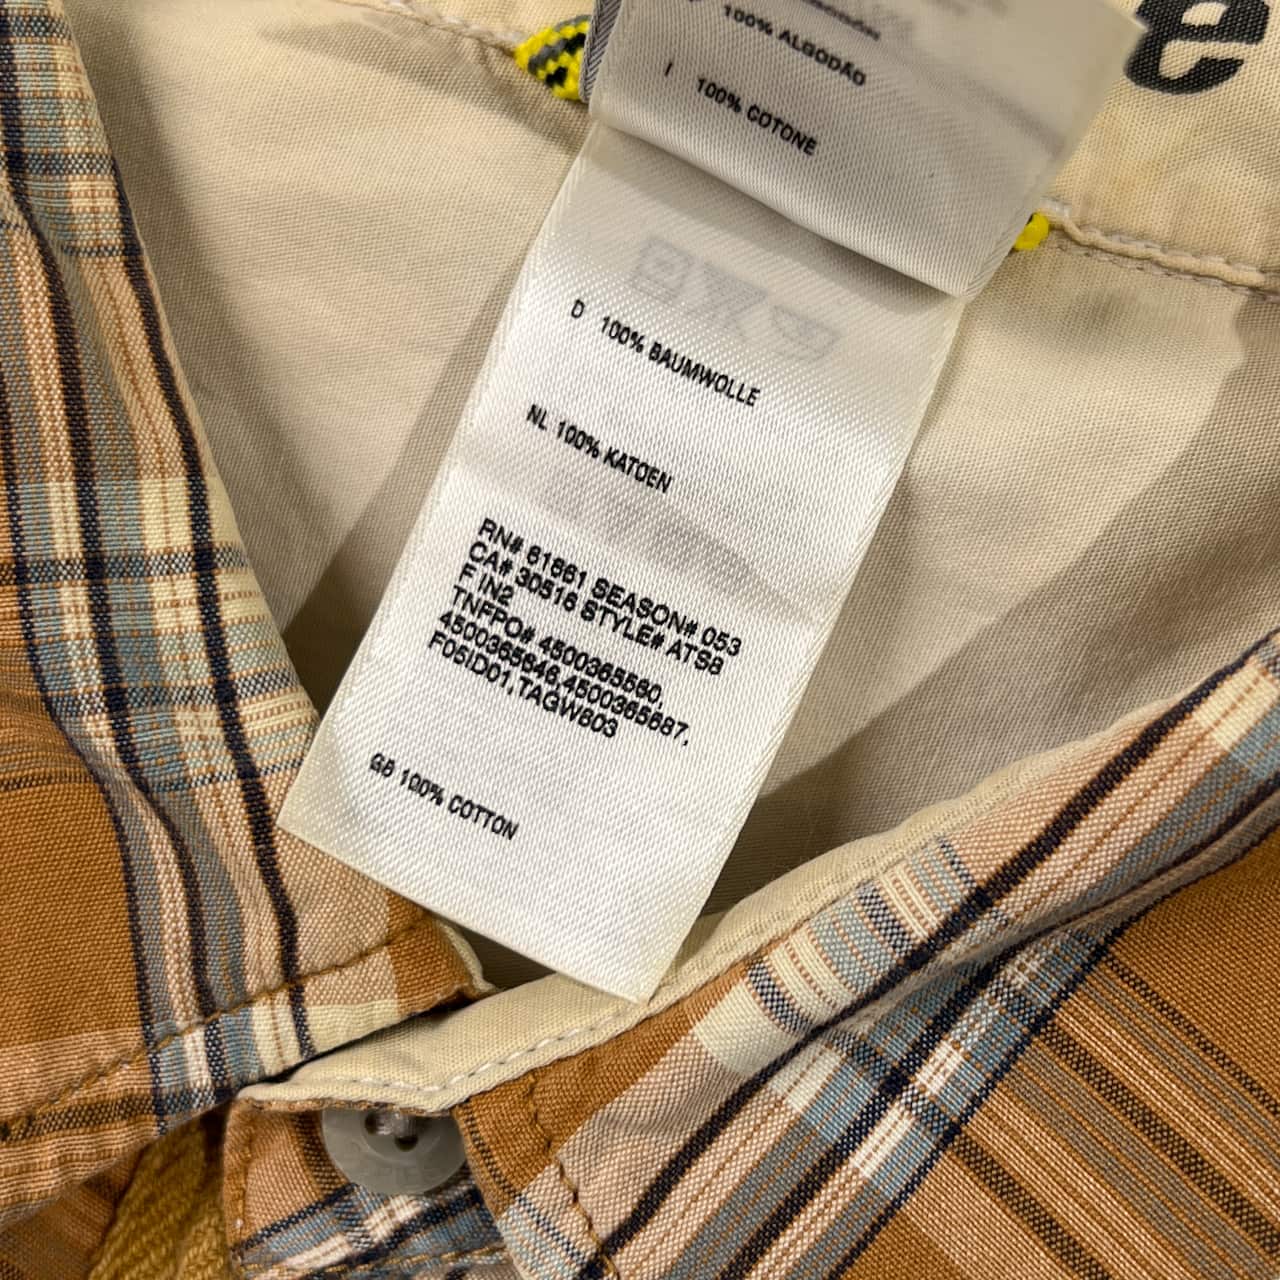 100% ALGODÃO
I 100% COTONE
e
D 100% BAUMWOLLE
NL 100% KATOEN
RN# 61661 SEASON# 053
CA# 30516 STYLE# ATS8
F IN2
TNFPO# 4500365560,
4500365646,4500365687,
F05ID01,TAGW603
GB 100% COTTON